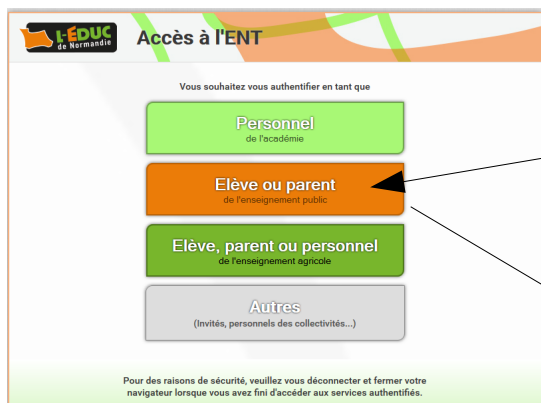 L'EDUC
de Normandie
Accès à l'ENT
Vous souhaitez vous authentifier en tant que
Personnel
de l'académie
Elève ou parent
de l'enseignement public
Elève, parent ou personnel
de l'enseignement agricole
Autres
(Invités, personnels des collectivités...)
Pour des raisons de sécurité, veuillez vous déconnecter et fermer votre
navigateur lorsque vous avez fini d'accéder aux services authentifiés.